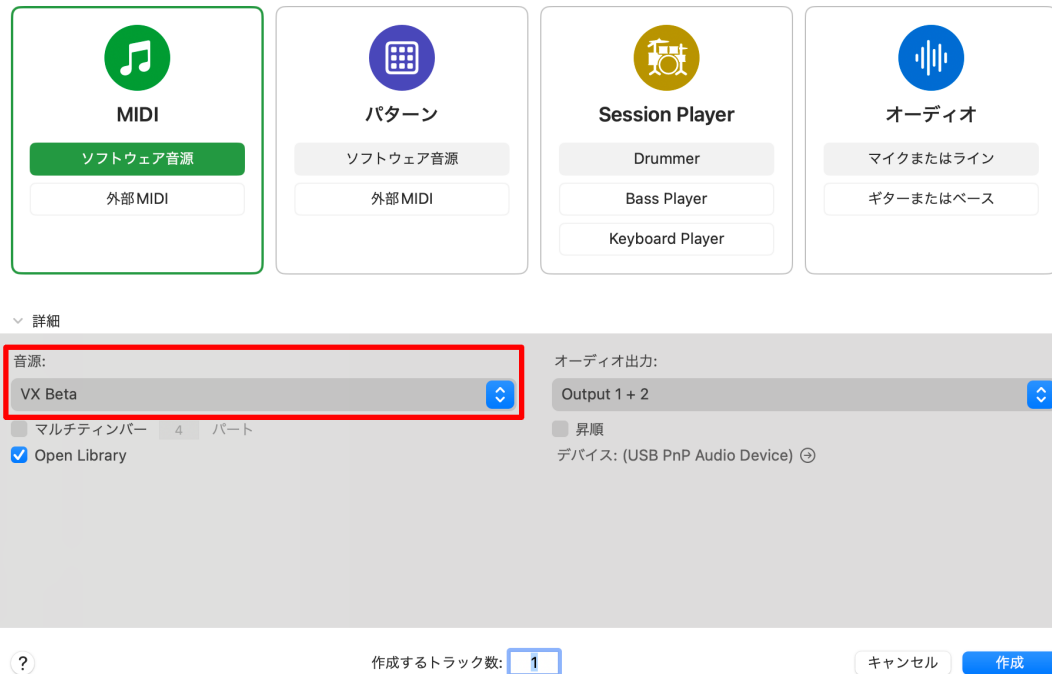 MIDI
ソフトウェア音源
外部MIDI
パターン
ソフトウェア音源
外部MIDI
Session Player
Drummer
Bass Player
Keyboard Player
オーディオ
マイクまたはライン
ギターまたはベース
詳細
音源:
VX Beta
マルチティンバー 4 パート
Open Library
オーディオ出力:
Output 1 + 2
昇順
デバイス: (USB PnP Audio Device)
?
作成するトラック数: 1
キャンセル
作成